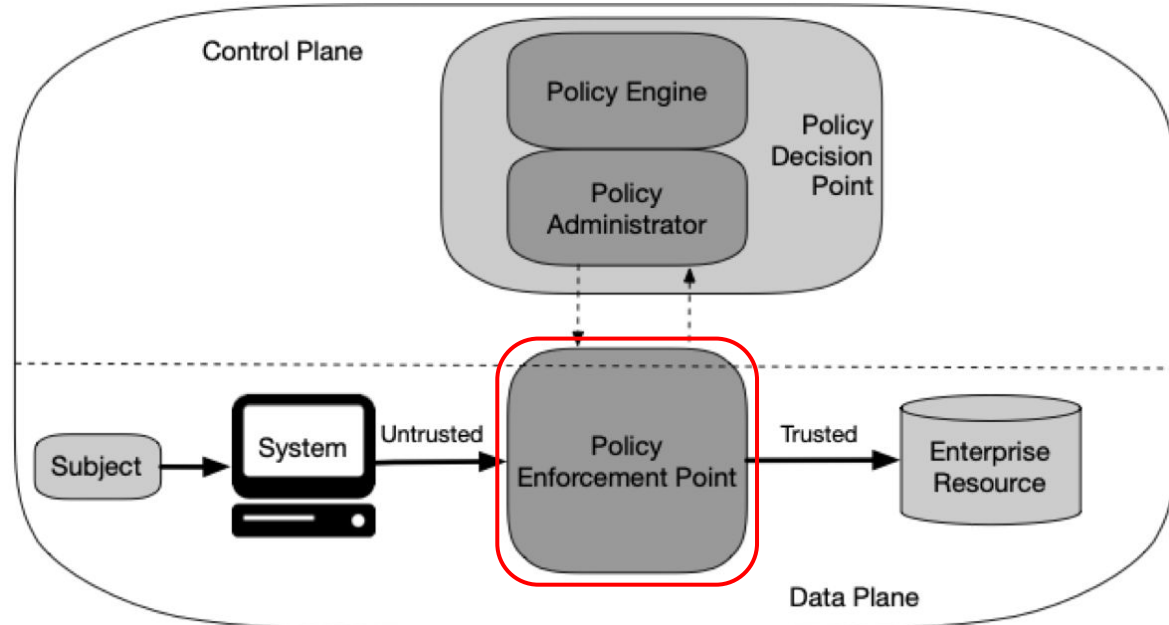 Control Plane
Policy Engine
Policy
Decision
Point
Policy
Administrator
Subject
System
Untrusted
Policy
Enforcement Point
Trusted
Enterprise
Resource
Data Plane